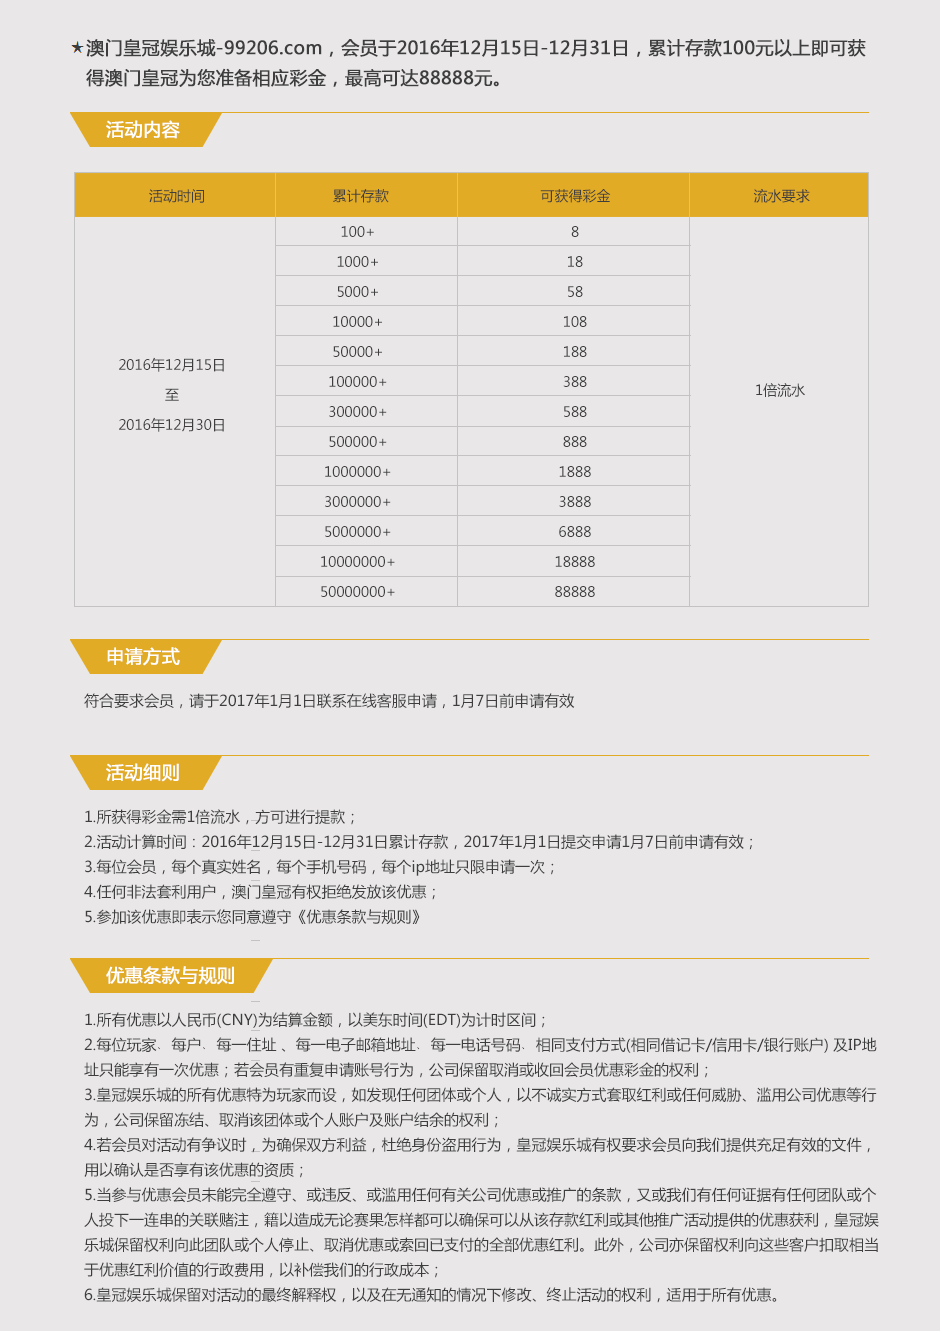 ★澳门皇冠娱乐城-99206.com，会员于2016年12月15日-12月31日，累计存款100元以上即可获
得澳门皇冠为您准备相应彩金，最高可达88888元。
活动内容
活动时间 累计存款 可获得彩金 流水要求
100+ 8
1000+ 18
5000+ 58
10000+ 108
50000+ 188
2016年12月15日
100000+ 388
1倍流水
至
300000+ 588
2016年12月30日
500000+ 888
1000000+ 1888
3000000+ 3888
5000000+ 6888
10000000+ 18888
50000000+ 88888
申请方式
符合要求会员，请于2017年1月1日联系在线客服申请，1月7日前申请有效
活动细则
1.所获得彩金需1倍流水，方可进行提款；
2.活动计算时间：2016年12月15日-12月31日累计存款，2017年1月1日提交申请1月7日前申请有效；
3.每位会员，每个真实姓名，每个手机号码，每个ip地址只限申请一次；
4.任何非法套利用户，澳门皇冠有权拒绝发放该优惠；
5.参加该优惠即表示您同意遵守《优惠条款与规则》
优惠条款与规则
1.所有优惠以人民币(CNY)为结算金额，以美东时间(EDT)为计时区间；
2.每位玩家、每户、每一住址 、每一电子邮箱地址、每一电话号码、相同支付方式(相同借记卡/信用卡/银行账户) 及IP地
址只能享有一次优惠；若会员有重复申请账号行为，公司保留取消或收回会员优惠彩金的权利；
3.皇冠娱乐城的所有优惠特为玩家而设，如发现任何团体或个人，以不诚实方式套取红利或任何威胁、滥用公司优惠等行
为，公司保留冻结、取消该团体或个人账户及账户结余的权利；
4.若会员对活动有争议时，为确保双方利益，杜绝身份盗用行为，皇冠娱乐城有权要求会员向我们提供充足有效的文件，
用以确认是否享有该优惠的资质；
5.当参与优惠会员未能完全遵守、或违反、或滥用任何有关公司优惠或推广的条款，又或我们有任何证据有任何团队或个
人投下一连串的关联赌注，籍以造成无论赛果怎样都可以确保可以从该存款红利或其他推广活动提供的优惠获利，皇冠娱
乐城保留权利向此团队或个人停止、取消优惠或索回已支付的全部优惠红利。此外，公司亦保留权利向这些客户扣取相当
于优惠红利价值的行政费用，以补偿我们的行政成本；
6.皇冠娱乐城保留对活动的最终解释权，以及在无通知的情况下修改、终止活动的权利，适用于所有优惠。